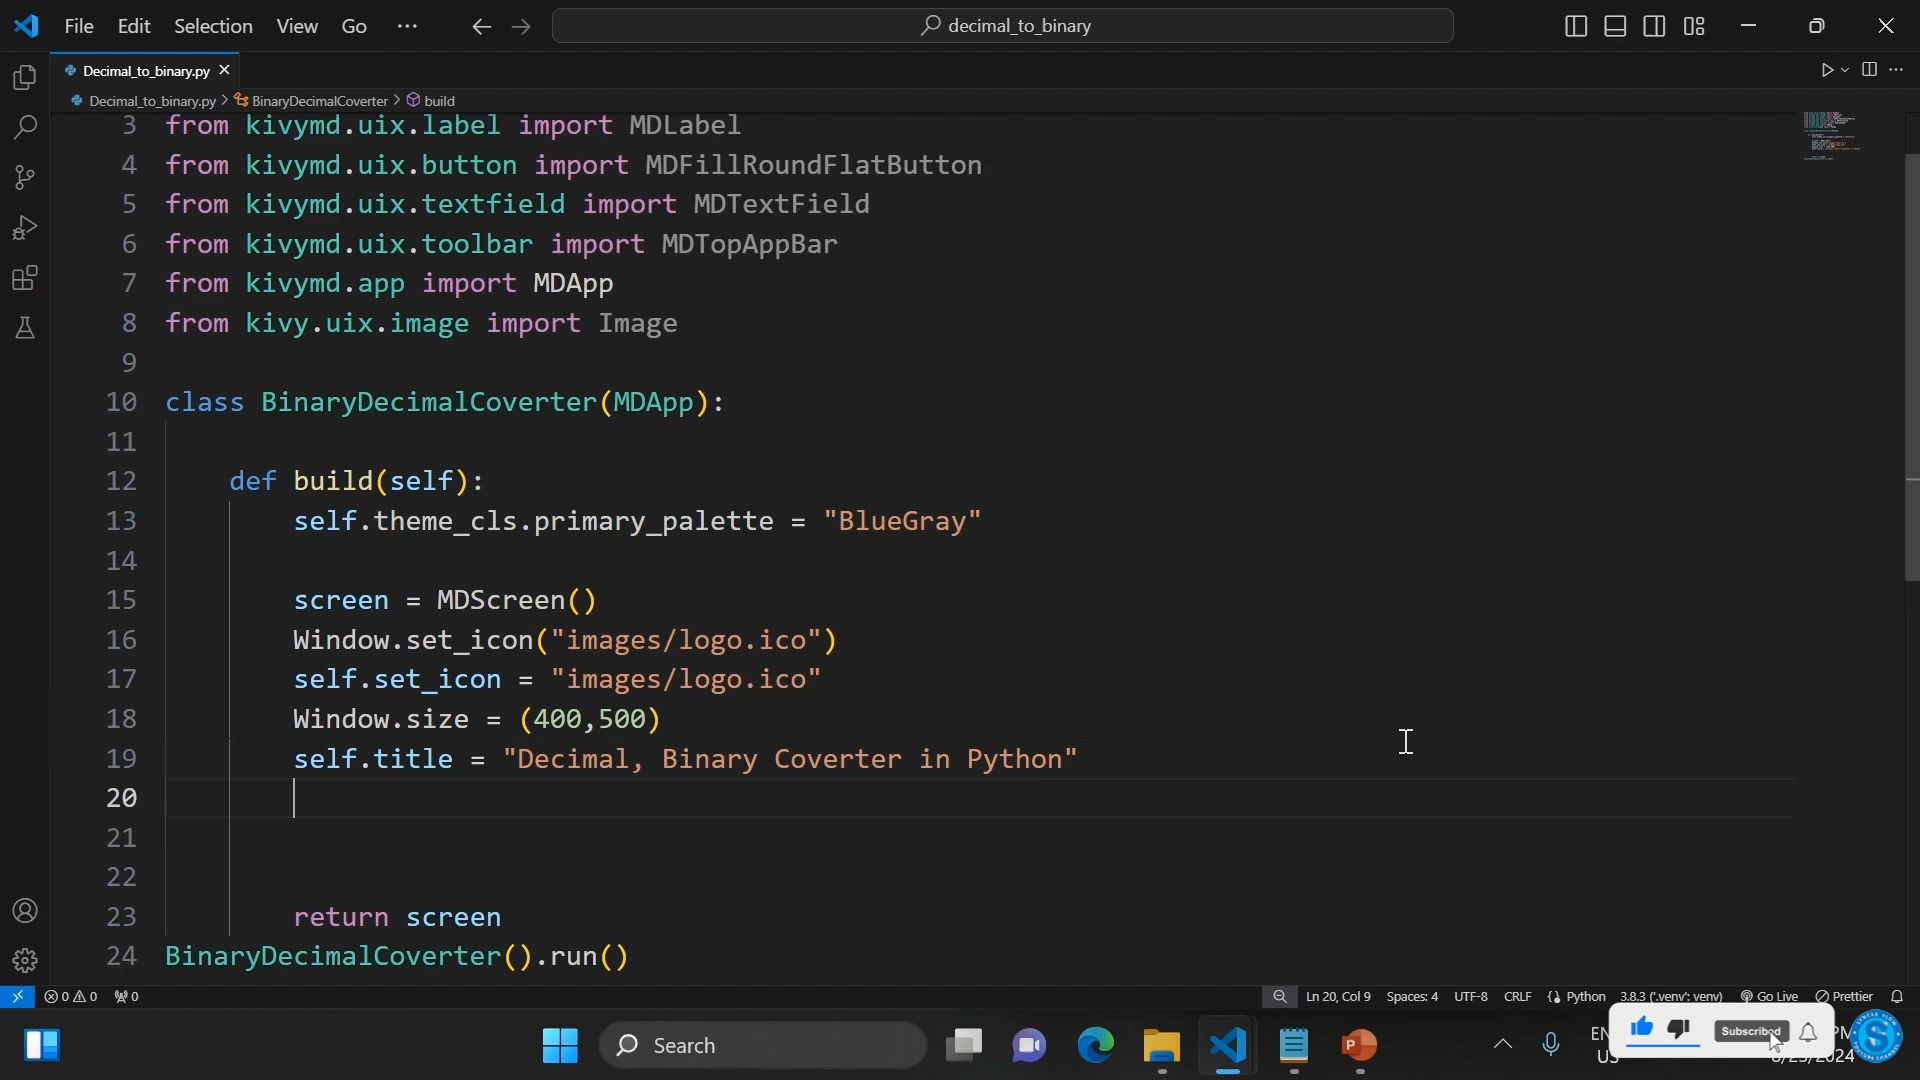 File Edit Selection View Go ··· decimal_to_binary
Decimal_to_binary.py
Decimal_to_binary.py > BinaryDecimalCoverter > build
3 from kivymd.uix.label import MDLabel
4 from kivymd.uix.button import MDFillRoundFlatButton
5 from kivymd.uix.textfield import MDTextField
6 from kivymd.uix.toolbar import MDTopAppBar
7 from kivymd.app import MDApp
8 from kivy.uix.image import Image
9
10 class BinaryDecimalCoverter(MDApp):
11
12 def build(self):
13 self.theme_cls.primary_palette = "BlueGray"
14
15 screen = MDScreen()
16 Window.set_icon("images/logo.ico")
17 self.set_icon = "images/logo.ico"
18 Window.size = (400,500)
19 self.title = "Decimal, Binary Coverter in Python"
20
21
22
23 return screen
24 BinaryDecimalCoverter().run()
0 0 0 Ln 20, Col 9 Spaces: 4 UTF-8 CRLF Python 3.8.3 ('.venv': venv) Go Live Prettier
Search
Subscribed